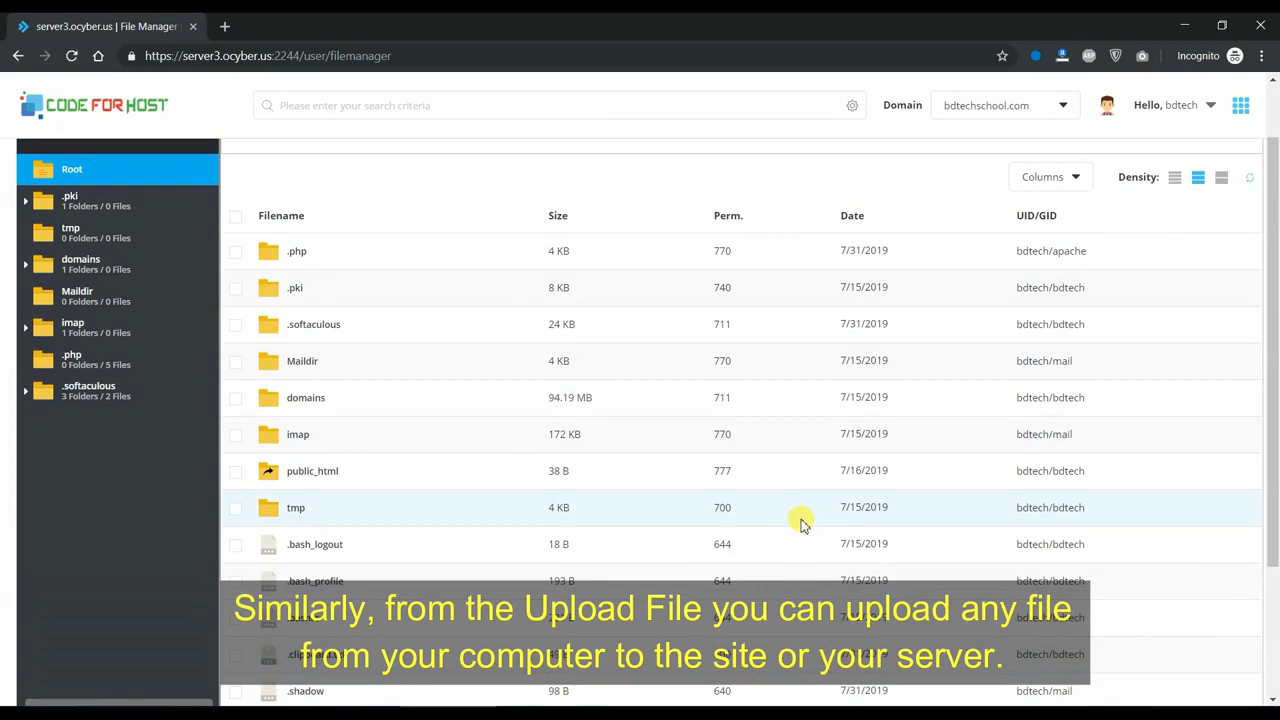 server3.ocyber.us | File Manager
https://server3.ocyber.us:2244/user/filemanager
Incognito
CODE FOR HOST
Please enter your search criteria
Domain
bdtechschool.com
Hello, bdtech
Root
.pki
1 Folders / 0 Files
tmp
0 Folders / 0 Files
domains
1 Folders / 0 Files
Maildir
0 Folders / 0 Files
imap
1 Folders / 0 Files
.php
0 Folders / 5 Files
.softaculous
3 Folders / 2 Files
Columns
Density:
Filename Size Perm. Date UID/GID
.php 4 KB 770 7/31/2019 bdtech/apache
.pki 8 KB 740 7/15/2019 bdtech/bdtech
.softaculous 24 KB 711 7/31/2019 bdtech/bdtech
Maildir 4 KB 770 7/15/2019 bdtech/mail
domains 94.19 MB 711 7/15/2019 bdtech/bdtech
imap 172 KB 770 7/15/2019 bdtech/mail
public_html 38 B 777 7/16/2019 bdtech/bdtech
tmp 4 KB 700 7/15/2019 bdtech/bdtech
.bash_logout 18 B 644 7/15/2019 bdtech/bdtech
.bash_profile 193 B 644 7/15/2019 bdtech/bdtech
Similarly, from the Upload File you can upload any file
from your computer to the site or your server.
.shadow 98 B 640 7/31/2019 bdtech/mail